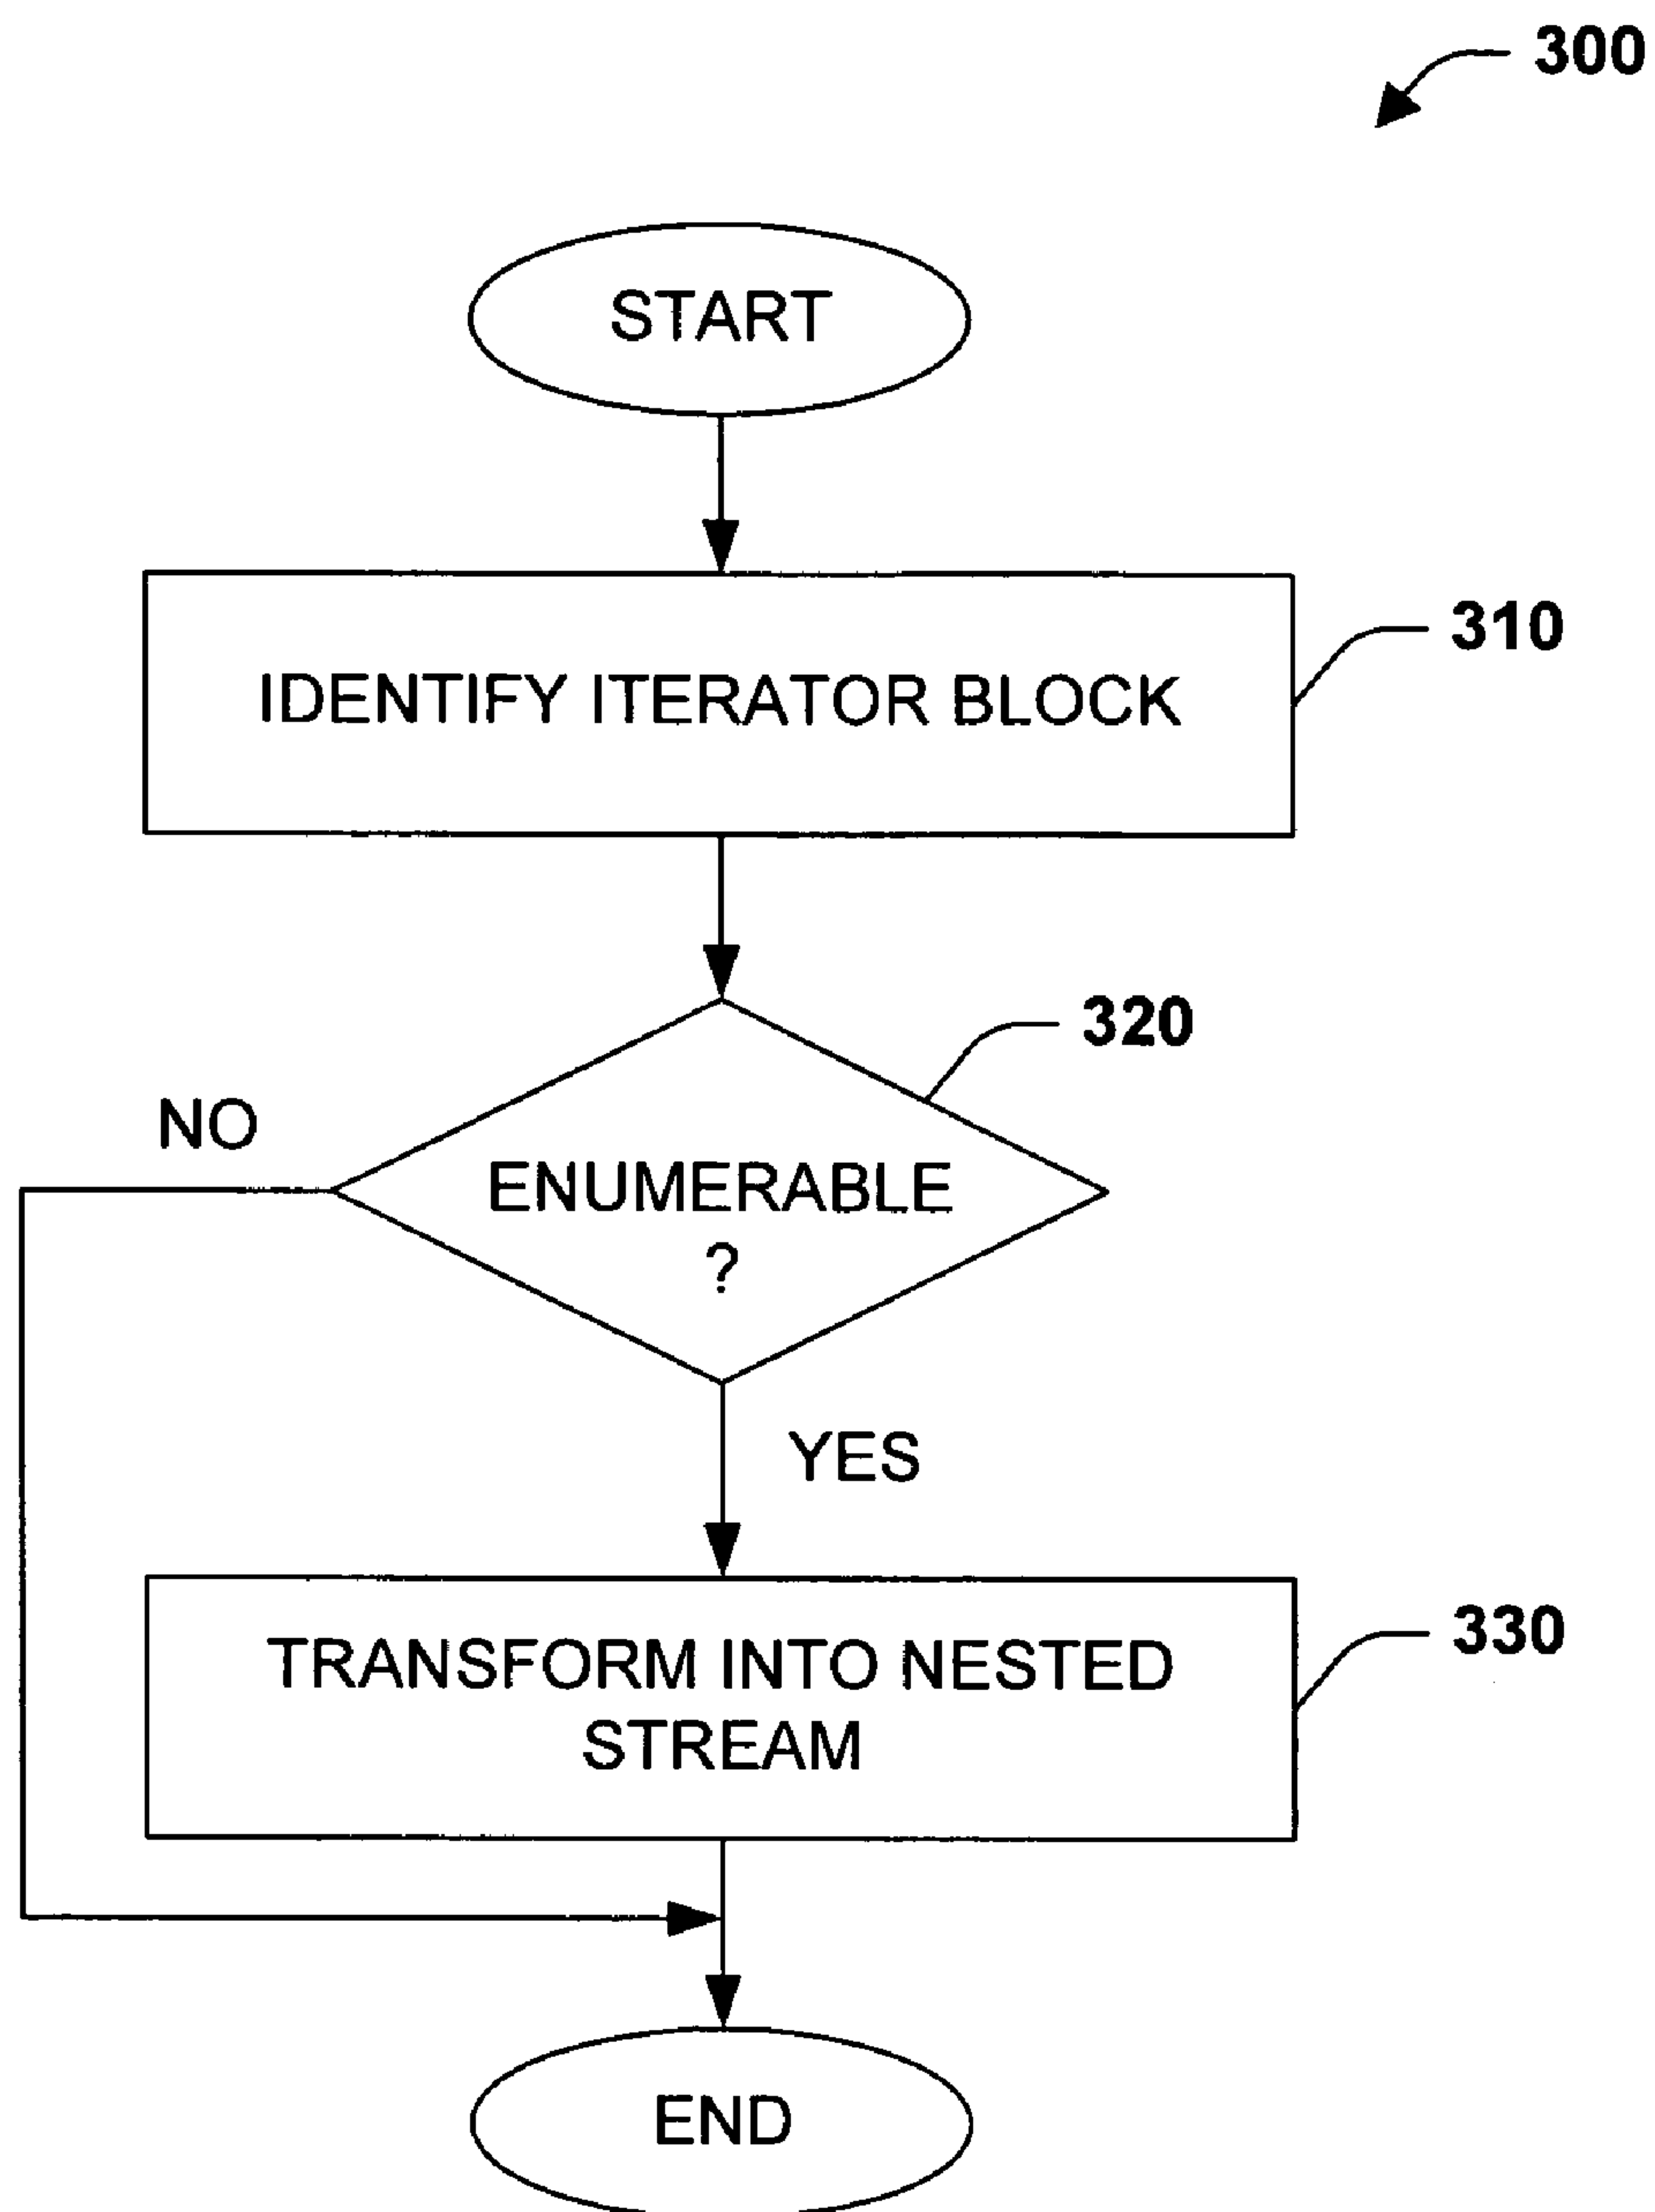 300
START
IDENTIFY ITERATOR BLOCK
310
320
NO
ENUMERABLE
?
YES
TRANSFORM INTO NESTED
STREAM
330
END